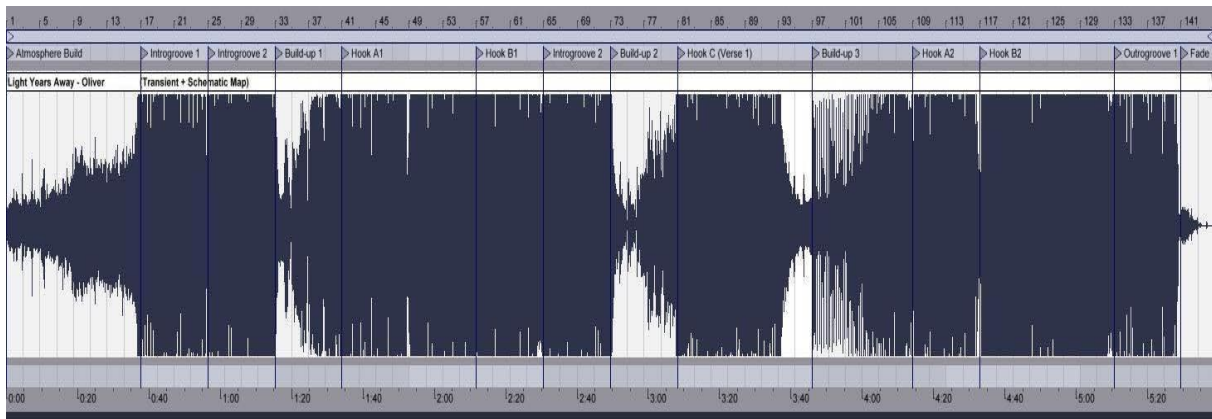 1 5 9 13 17 21 25 29 33 37 41 45 49 53 57 61 65 69 73 77 81 85 89 93 97 101 105 109 113 117 121 125 129 133 137 141
Atmosphere Build Introgroove 1 Introgroove 2 Build-up 1 Hook A1 Hook B1 Introgroove 2 Build-up 2 Hook C (Verse 1) Build-up 3 Hook A2 Hook B2 Outrogroove 1 Fade
Light Years Away - Oliver (Transient + Schematic Map)
0:00 0:20 0:40 1:00 1:20 1:40 2:00 2:20 2:40 3:00 3:20 3:40 4:00 4:20 4:40 5:00 5:20